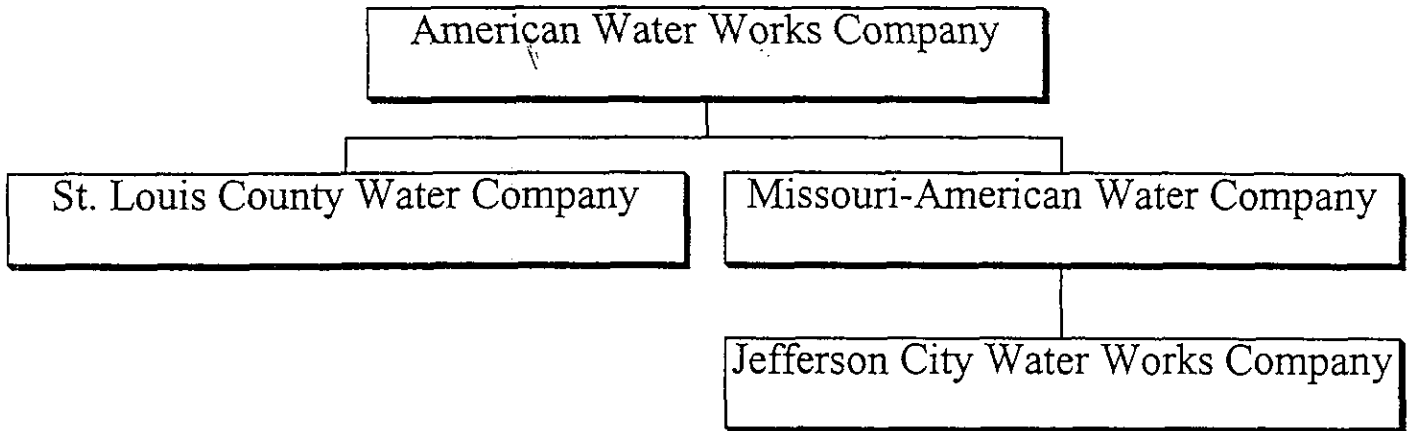 American Water Works Company
St. Louis County Water Company
Missouri-American Water Company
Jefferson City Water Works Company